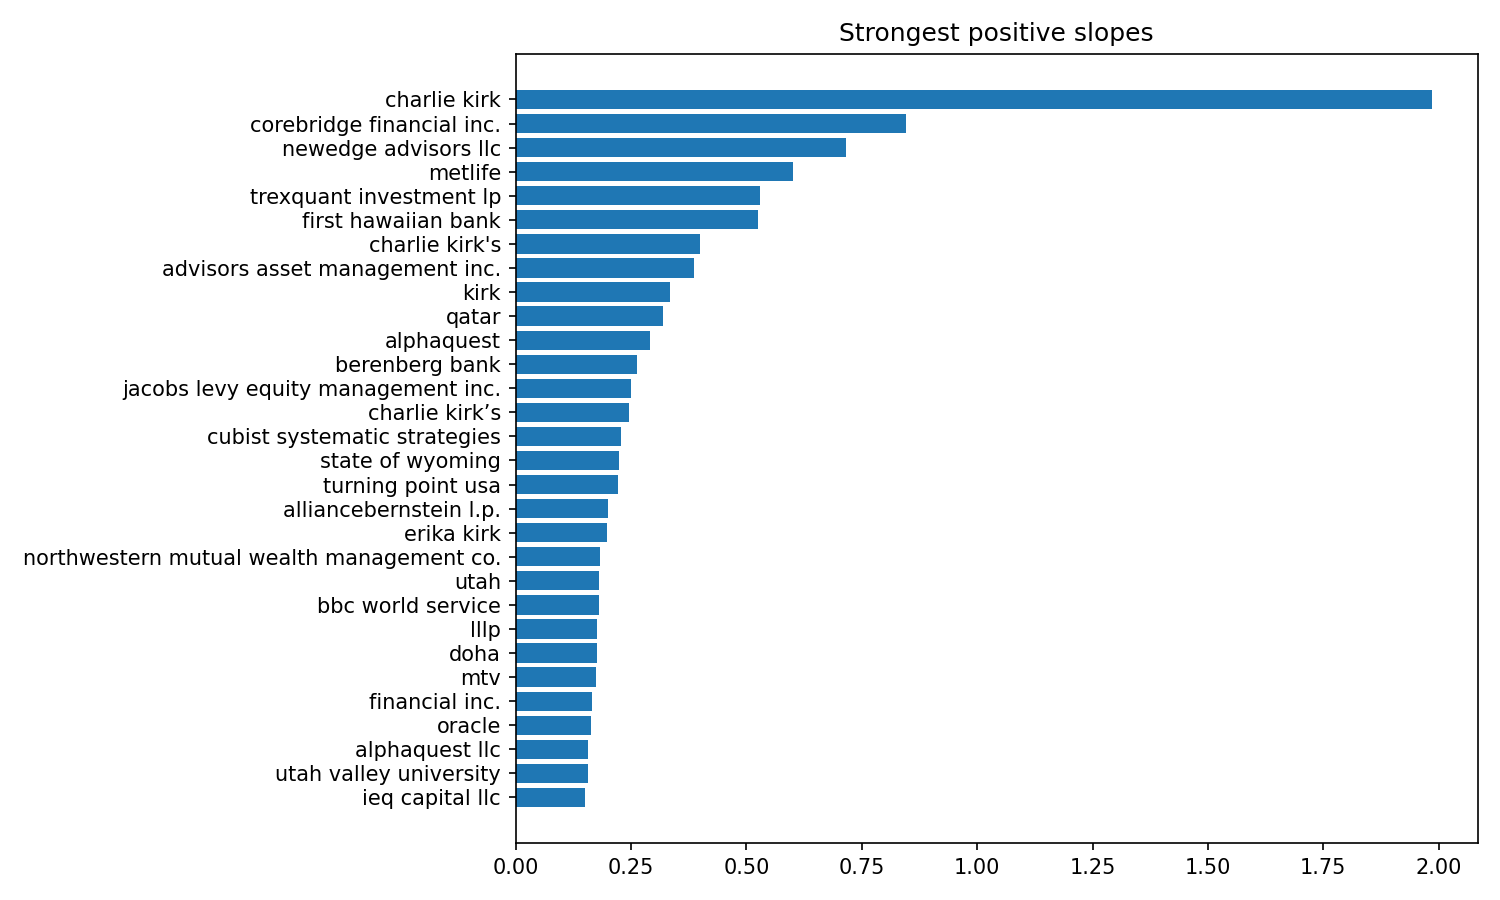 Strongest positive slopes
charlie kirk
corebridge financial inc.
newedge advisors llc
metlife
trexquant investment lp
first hawaiian bank
charlie kirk's
advisors asset management inc.
kirk
qatar
alphaquest
berenberg bank
jacobs levy equity management inc.
charlie kirk’s
cubist systematic strategies
state of wyoming
turning point usa
alliancebernstein l.p.
erika kirk
northwestern mutual wealth management co.
utah
bbc world service
lllp
doha
mtv
financial inc.
oracle
alphaquest llc
utah valley university
ieq capital llc
0.00 0.25 0.50 0.75 1.00 1.25 1.50 1.75 2.00